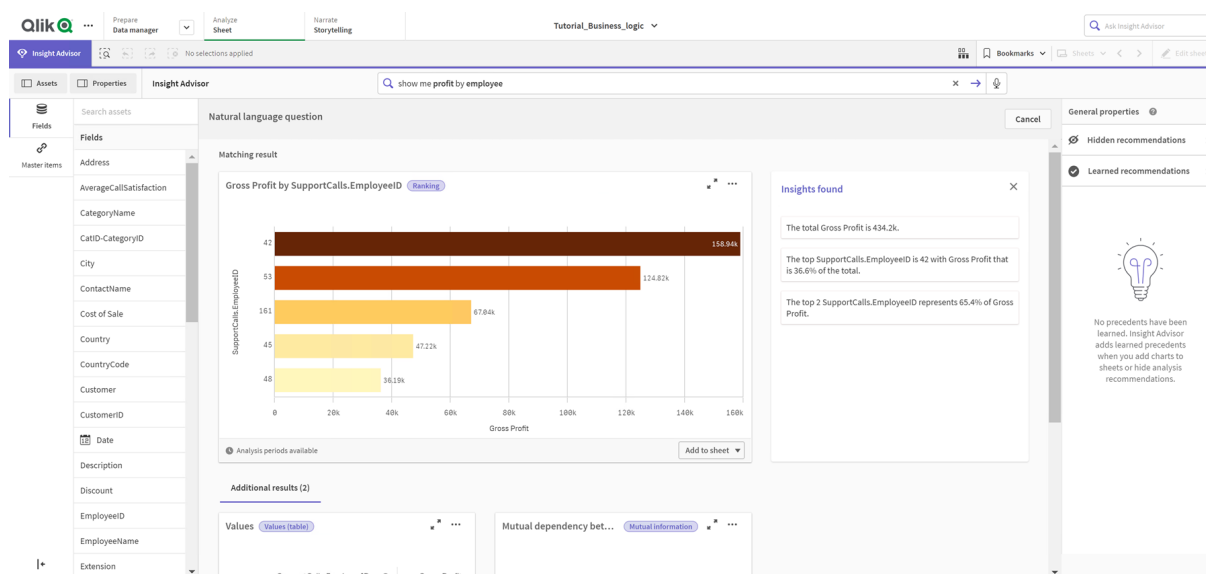 Qlik
Prepare
Data manager
Analyze
Sheet
Narrate
Storytelling
Tutorial_Business_logic
Ask Insight Advisor
Insight Advisor
No selections applied
Bookmarks
Sheets
Edit sheet
Assets
Properties
Insight Advisor
show me profit by employee
Fields
Master items
Search assets
Fields
Address
AverageCallSatisfaction
CategoryName
CatID-CategoryID
City
ContactName
Cost of Sale
Country
CountryCode
Customer
CustomerID
Date
Description
Discount
EmployeeID
EmployeeName
Extension
Natural language question
Cancel
Matching result
Gross Profit by SupportCalls.EmployeeID Ranking
SupportCalls.EmployeeID
42 158.94k
53 124.82k
161 67.04k
45 47.22k
48 36.19k
0 20k 40k 60k 80k 100k 120k 140k 160k
Gross Profit
Analysis periods available
Add to sheet
Insights found
The total Gross Profit is 434.2k.
The top SupportCalls.EmployeeID is 42 with Gross Profit that
is 36.6% of the total.
The top 2 SupportCalls.EmployeeID represents 65.4% of Gross
Profit.
Additional results (2)
Values Values (table)
Mutual dependency bet... Mutual information
General properties
Hidden recommendations
Learned recommendations
No precedents have been
learned. Insight Advisor
adds learned precedents
when you add charts to
sheets or hide analysis
recommendations.